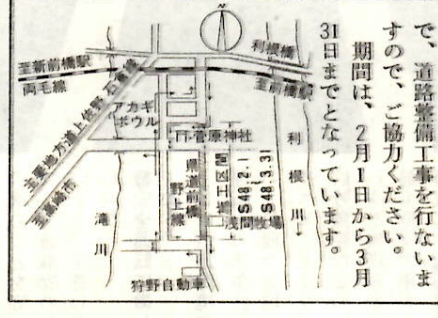 で、道路整備工事を行ないま
すので、ご協力ください。
期間は、2月1日から3月
31日までとなっています。
利根橋
至新前橋駅
両毛線
至前橋駅
アカギ
ボウル
主要地方道上佐野・石倉線
至高崎市
滝川
菅原神社
県道前橋
野上線
工区間
S48.2.1
S48.3.31
浅間牧場
利根川
狩野自動車